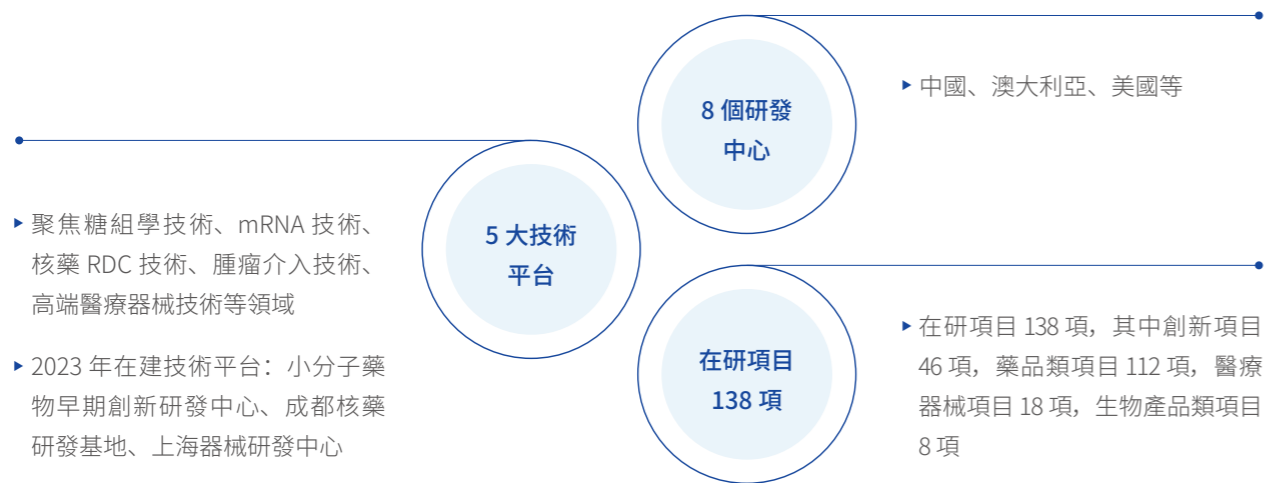 8 個研發
中心
▸ 中國、澳大利亞、美國等
5 大技術
平台
▸ 聚焦糖組學技術、mRNA 技術、
核藥 RDC 技術、腫瘤介入技術、
高端醫療器械技術等領域
▸ 2023 年在建技術平台：小分子藥
物早期創新研發中心、成都核藥
研發基地、上海器械研發中心
在研項目
138 項
▸ 在研項目 138 項，其中創新項目
46 項，藥品類項目 112 項，醫療
器械項目 18 項，生物產品類項目
8 項